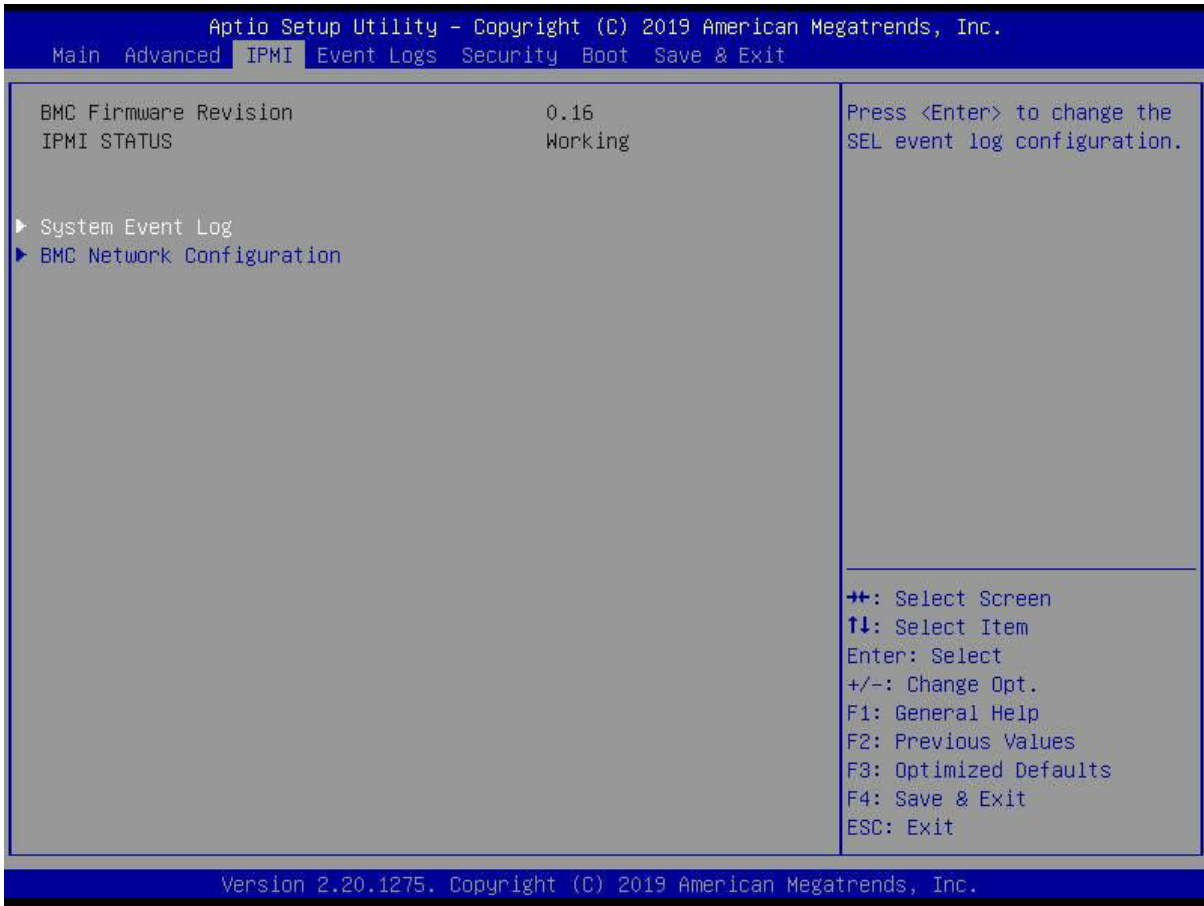 Aptio Setup Utility – Copyright (C) 2019 American Megatrends, Inc.
Main Advanced IPMI Event Logs Security Boot Save & Exit
BMC Firmware Revision 0.16
IPMI STATUS Working
▶ System Event Log
▶ BMC Network Configuration
Press <Enter> to change the
SEL event log configuration.
→←: Select Screen
↑↓: Select Item
Enter: Select
+/-: Change Opt.
F1: General Help
F2: Previous Values
F3: Optimized Defaults
F4: Save & Exit
ESC: Exit
Version 2.20.1275. Copyright (C) 2019 American Megatrends, Inc.